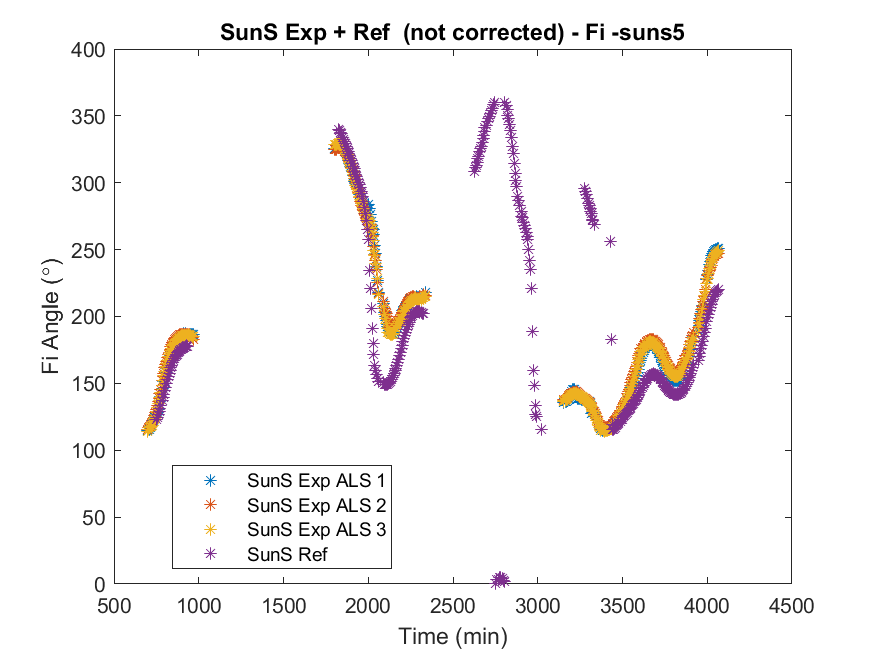 SunS Exp + Ref  (not corrected) - Fi -suns5
Fi Angle (°)
400
350
300
250
200
150
100
50
0
SunS Exp ALS 1
SunS Exp ALS 2
SunS Exp ALS 3
SunS Ref
500 1000 1500 2000 2500 3000 3500 4000 4500
Time (min)